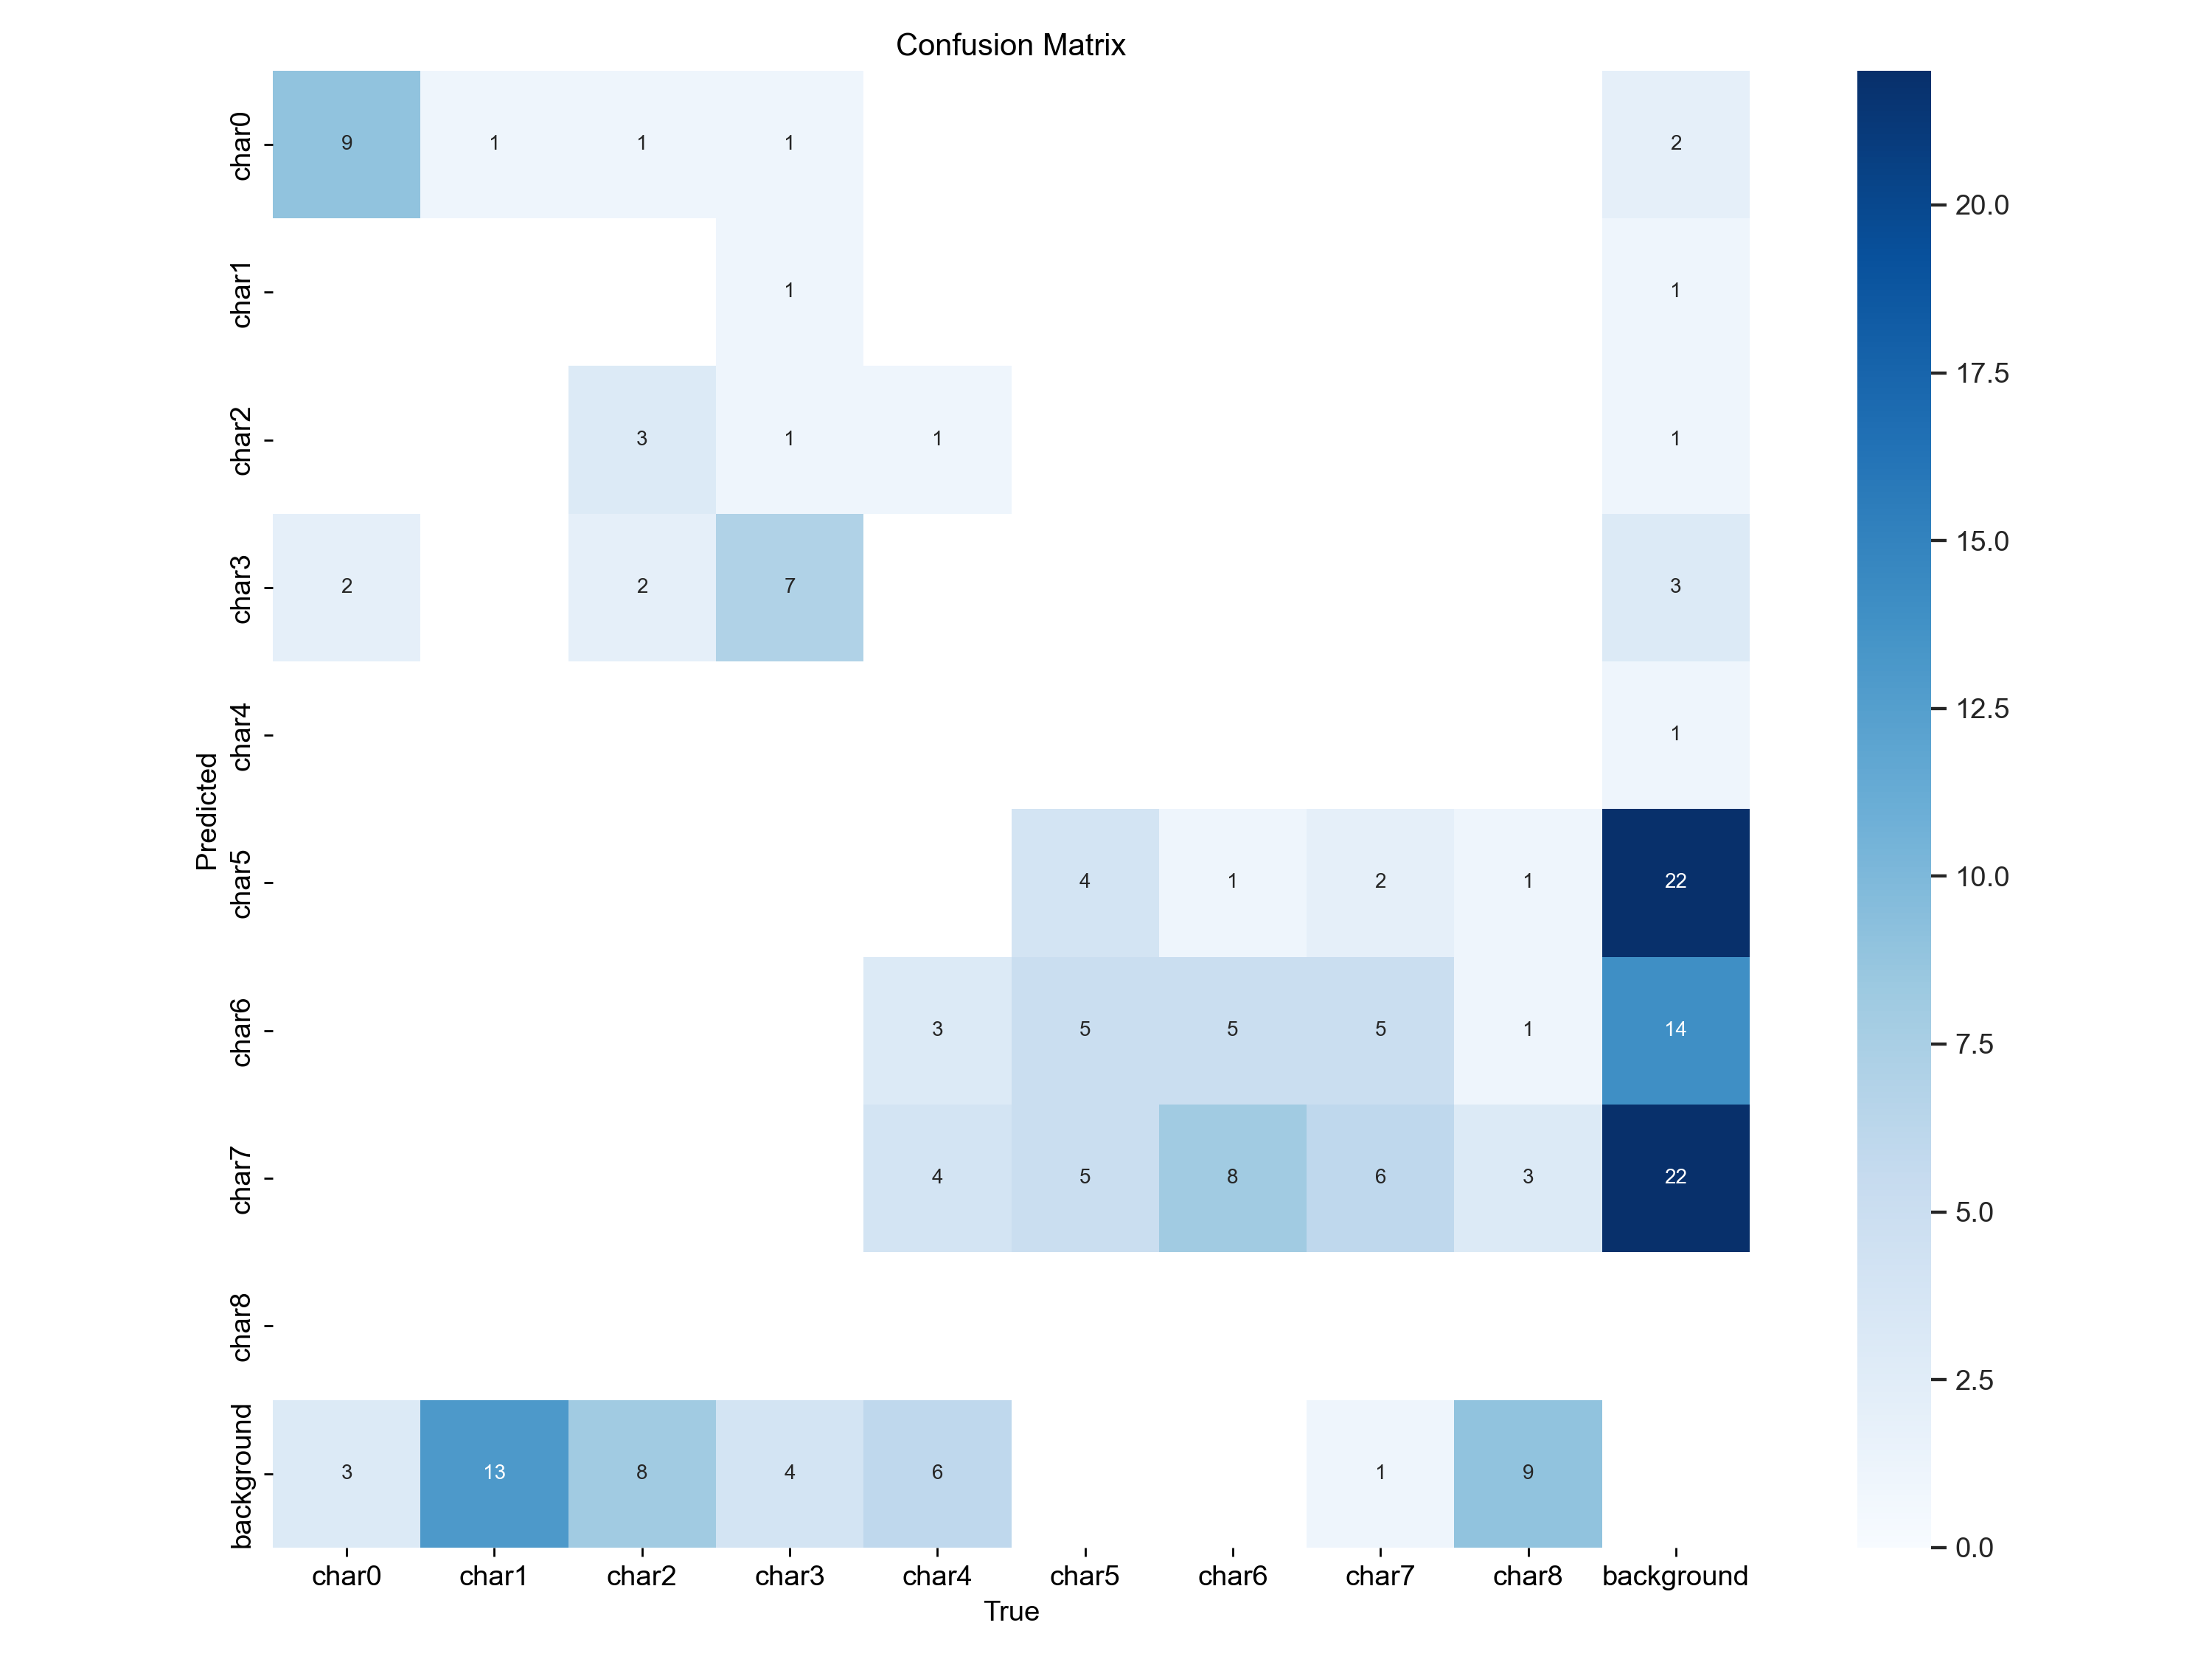 Confusion Matrix
char0 9 1 1 1 2
char1 1 1
char2 3 1 1 1
char3 2 2 7 3
char4 1
char5 4 1 2 1 22
char6 3 5 5 5 1 14
char7 4 5 8 6 3 22
char8
background 3 13 8 4 6 1 9
char0 char1 char2 char3 char4 char5 char6 char7 char8 background
True
Predicted
20.0
17.5
15.0
12.5
10.0
7.5
5.0
2.5
0.0